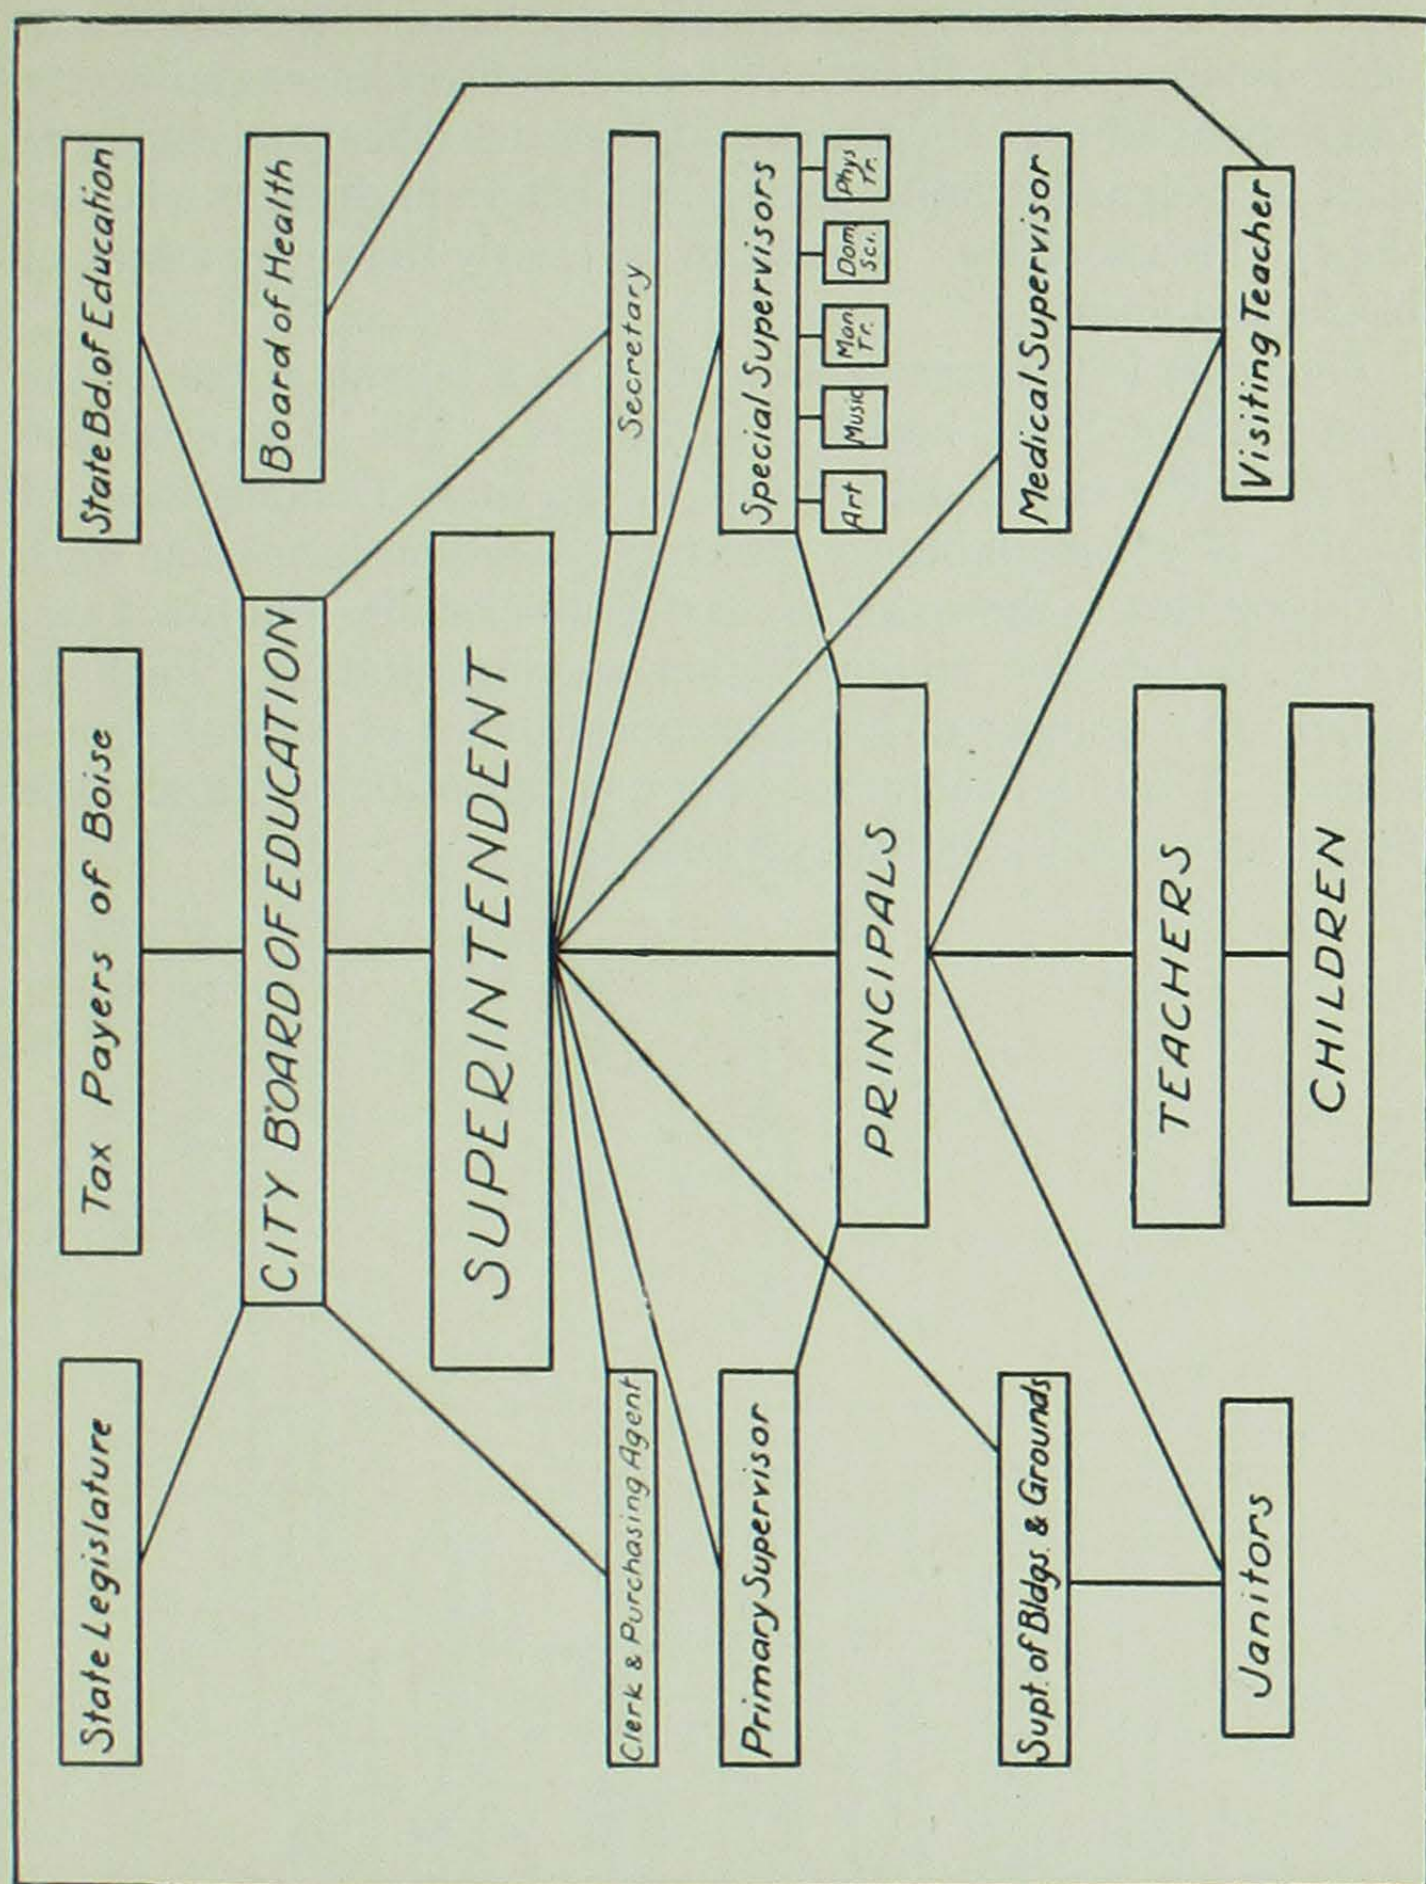 State Legislature
Tax Payers of Boise
State Bd. of Education
CITY BOARD OF EDUCATION
Board of Health
SUPERINTENDENT
Clerk & Purchasing Agent
Secretary
Primary Supervisor
Special Supervisors
Art
Music
Man.
Tr.
Dom.
Sci.
Phys
Tr.
PRINCIPALS
Supt. of Bldgs. & Grounds
Medical Supervisor
TEACHERS
Janitors
Visiting Teacher
CHILDREN